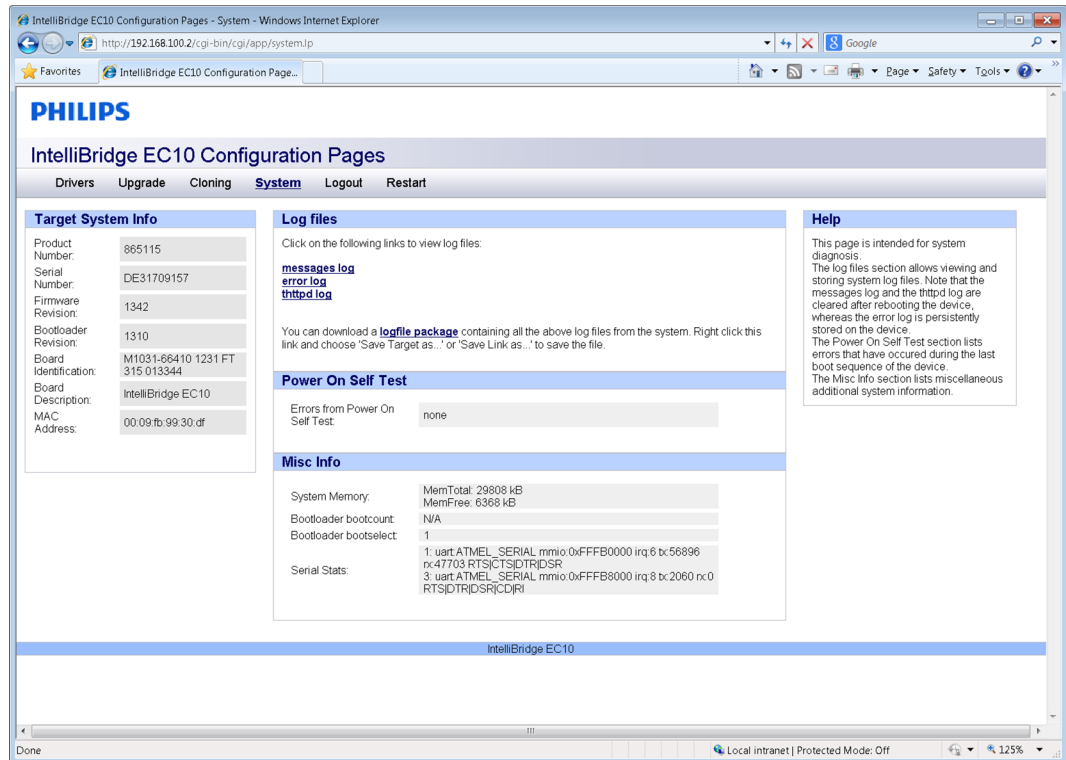 IntelliBridge EC10 Configuration Pages - System - Windows Internet Explorer
http://192.168.100.2/cgi-bin/cgi/app/system.lp
Google
Favorites
IntelliBridge EC10 Configuration Page...
Page
Safety
Tools
PHILIPS
IntelliBridge EC10 Configuration Pages
Drivers Upgrade Cloning System Logout Restart
Target System Info
Product
Number:
865115
Serial
Number:
DE31709157
Firmware
Revision:
1342
Bootloader
Revision:
1310
Board
Identification:
M1031-66410 1231 FT
315 013344
Board
Description:
IntelliBridge EC10
MAC
Address:
00:09:fb:99:30:df
Log files
Click on the following links to view log files:
messages log
error log
thttpd log
You can download a logfile package containing all the above log files from the system. Right click this
link and choose 'Save Target as...' or 'Save Link as...' to save the file.
Power On Self Test
Errors from Power On
Self Test:
none
Misc Info
System Memory:
MemTotal: 29808 kB
MemFree: 6368 kB
Bootloader bootcount:
N/A
Bootloader bootselect:
1
Serial Stats:
1: uart:ATMEL_SERIAL mmio:0xFFFB0000 irq:6 tx:56896
rx:47703 RTS|CTS|DTR|DSR
3: uart:ATMEL_SERIAL mmio:0xFFFB8000 irq:8 tx:2060 rx:0
RTS|DTR|DSR|CD|RI
Help
This page is intended for system
diagnosis.
The log files section allows viewing and
storing system log files. Note that the
messages log and the thttpd log are
cleared after rebooting the device,
whereas the error log is persistently
stored on the device.
The Power On Self Test section lists
errors that have occured during the last
boot sequence of the device.
The Misc Info section lists miscellaneous
additional system information.
IntelliBridge EC10
Done
Local intranet | Protected Mode: Off
125%